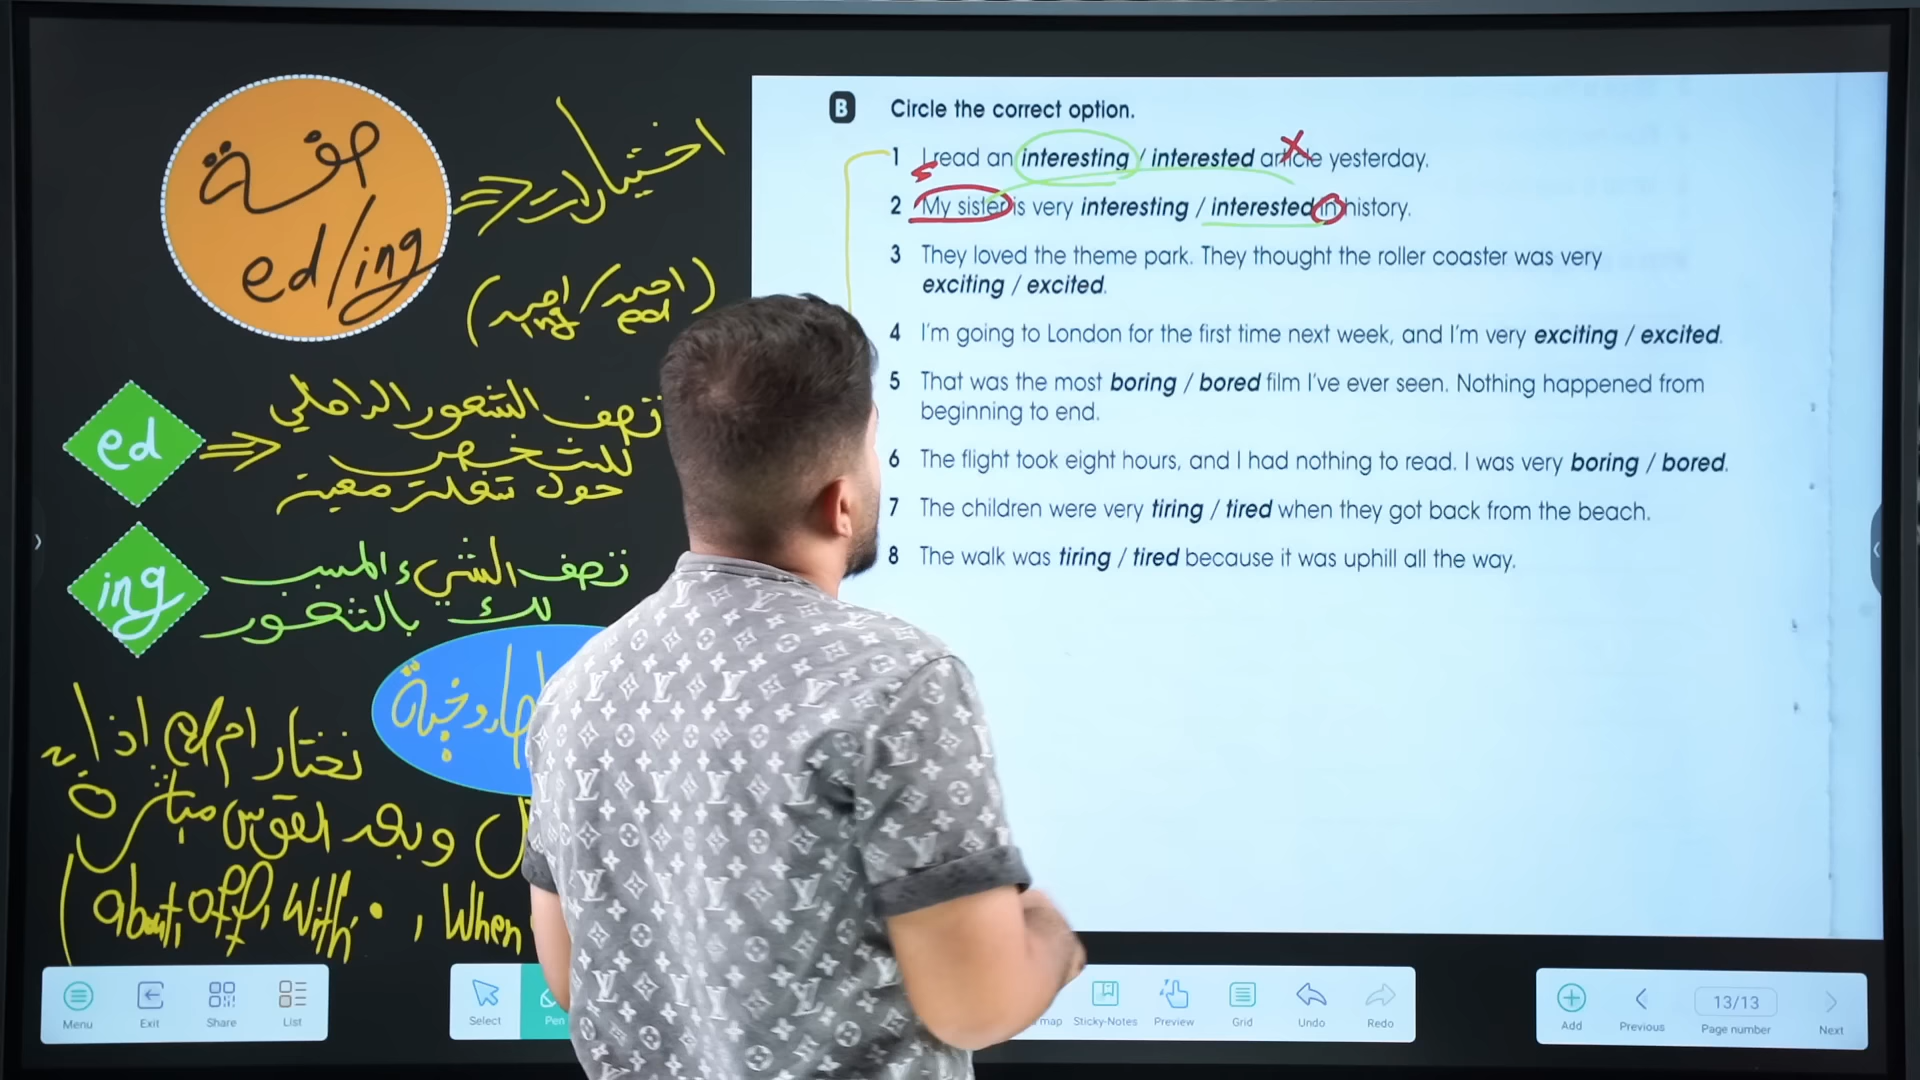 صفة
ed/ing
اختيارات
(احمد ed / احمد ing)
ed
تصف الشعور الداخلي
للشخص
حول شغلة معينة
ing
تصف الشيء المسبب
لك بالشعور
نختار ام ed اذا
وبعد القوس مباشرة
about, off, with, , When
B Circle the correct option.
1 I read an interesting / interested article yesterday.
2 My sister is very interesting / interested in history.
3 They loved the theme park. They thought the roller coaster was very
exciting / excited.
4 I'm going to London for the first time next week, and I'm very exciting / excited.
5 That was the most boring / bored film I've ever seen. Nothing happened from
beginning to end.
6 The flight took eight hours, and I had nothing to read. I was very boring / bored.
7 The children were very tiring / tired when they got back from the beach.
8 The walk was tiring / tired because it was uphill all the way.
Menu Exit Share List
Select Pen
map Sticky-Notes Preview Grid Undo Redo
Add Previous 13/13 Page number Next